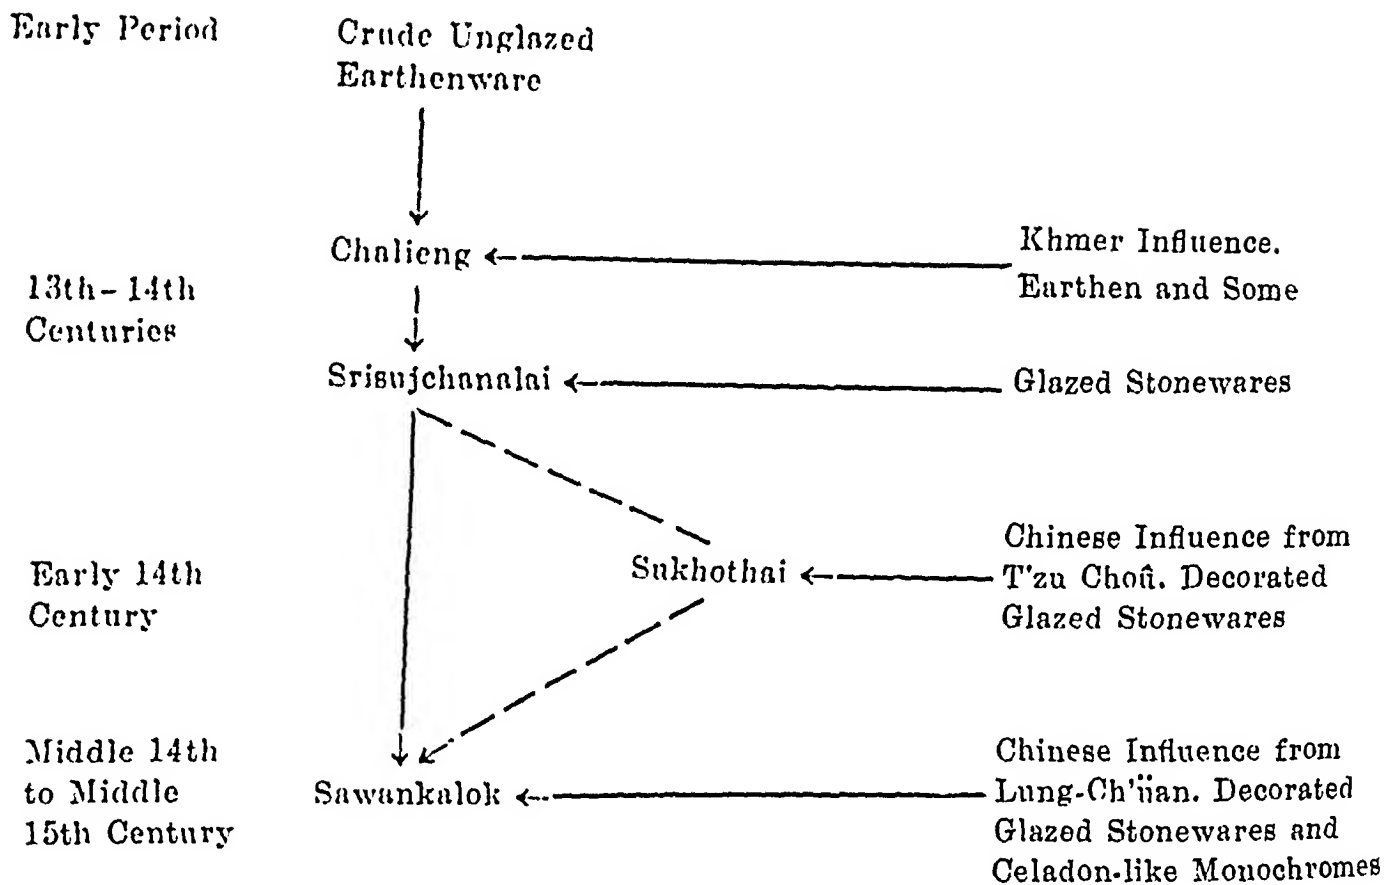 Early Period
Crude Unglazed
Earthenware
Chalieng
Khmer Influence.
Earthen and Some
13th-14th
Centuries
Srisujchanalai
Glazed Stonewares
Early 14th
Century
Sukhothai
Chinese Influence from
T'zu Choû. Decorated
Glazed Stonewares
Middle 14th
to Middle
15th Century
Sawankalok
Chinese Influence from
Lung-Ch'üan. Decorated
Glazed Stonewares and
Celadon-like Monochromes